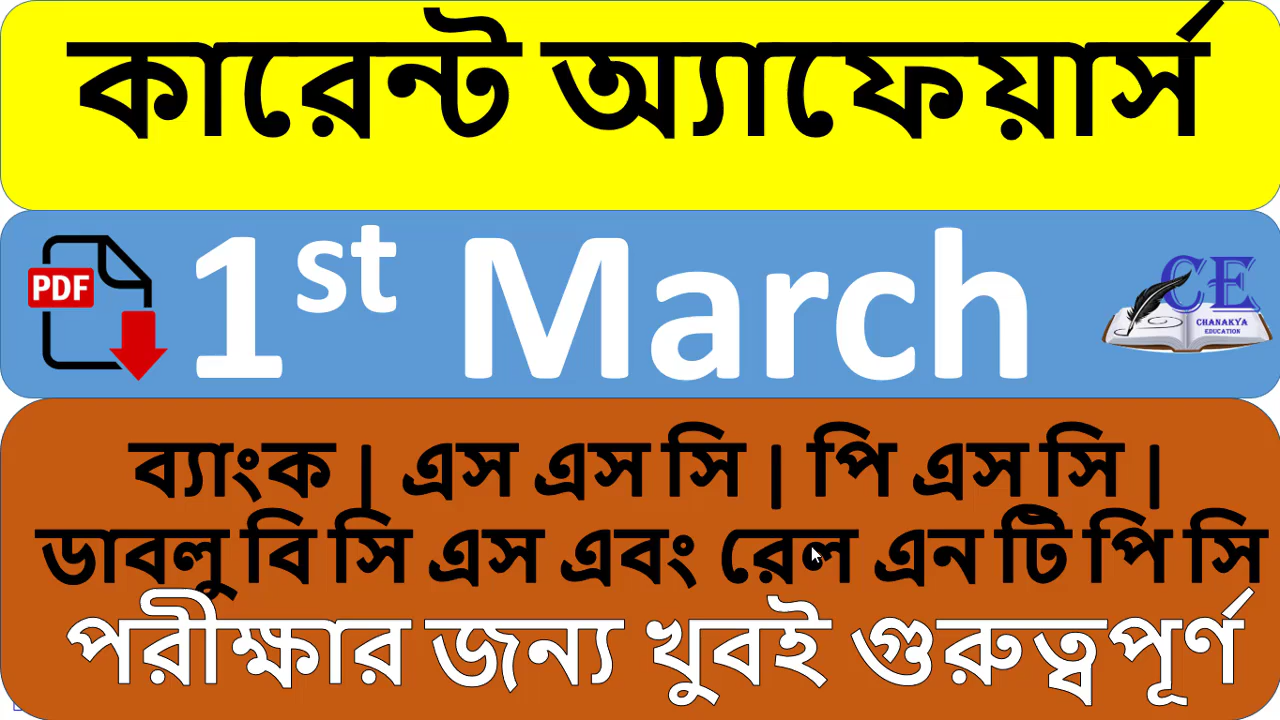 কারেন্ট অ্যাফেয়ার্স
PDF
1st March
CE
CHANAKYA
EDUCATION
ব্যাংক | এস এস সি | পি এস সি |
ডাবলু বি সি এস এবং রেল এন টি পি সি
পরীক্ষার জন্য খুবই গুরুত্বপূর্ণ